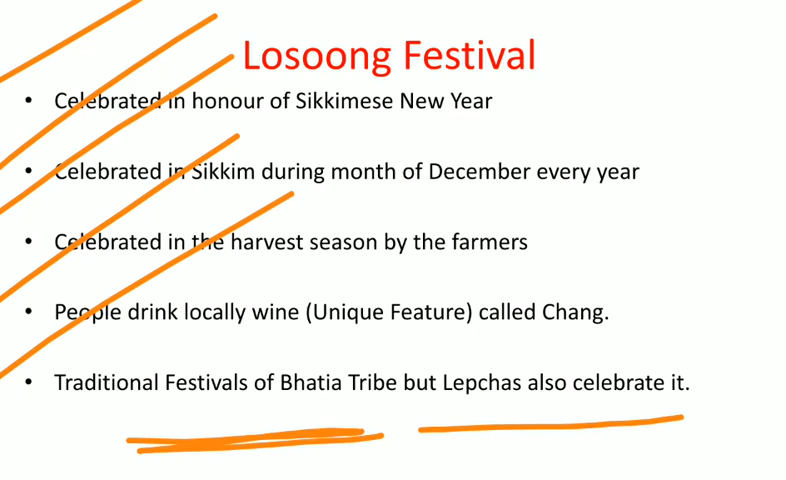 Losoong Festival
• Celebrated in honour of Sikkimese New Year
• Celebrated in Sikkim during month of December every year
• Celebrated in the harvest season by the farmers
• People drink locally wine (Unique Feature) called Chang.
• Traditional Festivals of Bhatia Tribe but Lepchas also celebrate it.